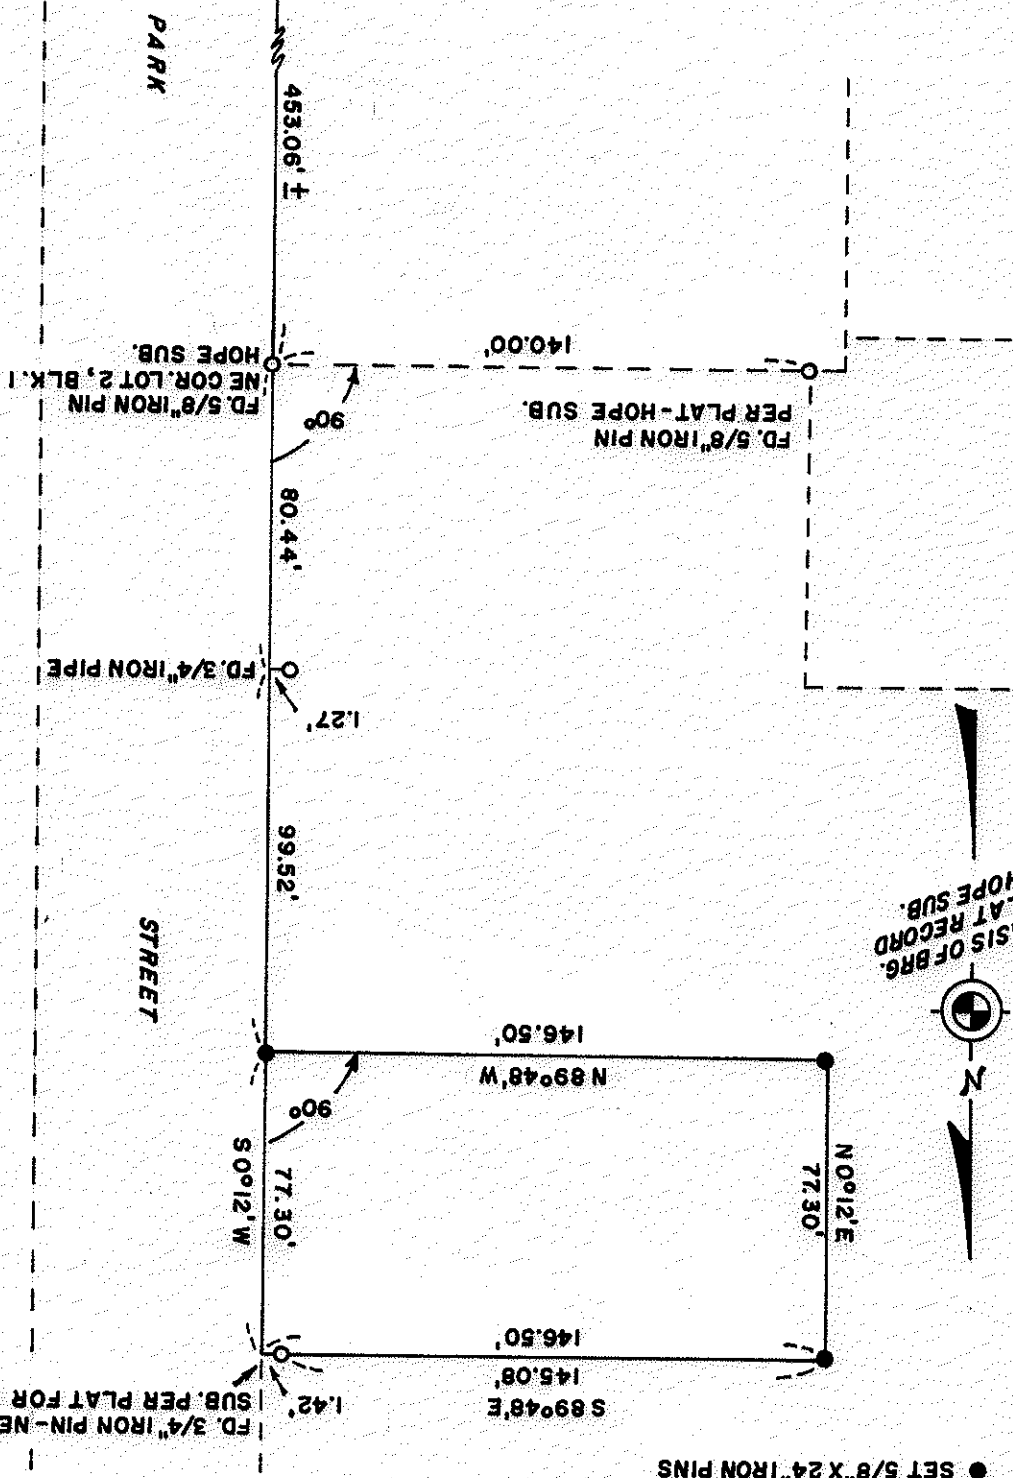 ● SET 5/8" X 24" IRON PINS
FD. 3/4" IRON PIN-NE
SUB. PER PLAT FOR
1.42'
S 89°48'E
145.08'
146.50'
N 0°12'E
77.30'
77.30'
S 0°12'W
90°
N 89°48'W
146.50'
N
SIS OF BRG.
AT RECORD
HOPE SUB.
STREET
99.52'
1.27'
FD. 3/4" IRON PIPE
80.44'
90°
FD. 5/8" IRON PIN
PER PLAT-HOPE SUB.
FD. 5/8" IRON PIN
NE COR. LOT 2, BLK. 1
HOPE SUB.
140.00'
453.06' ±
PARK